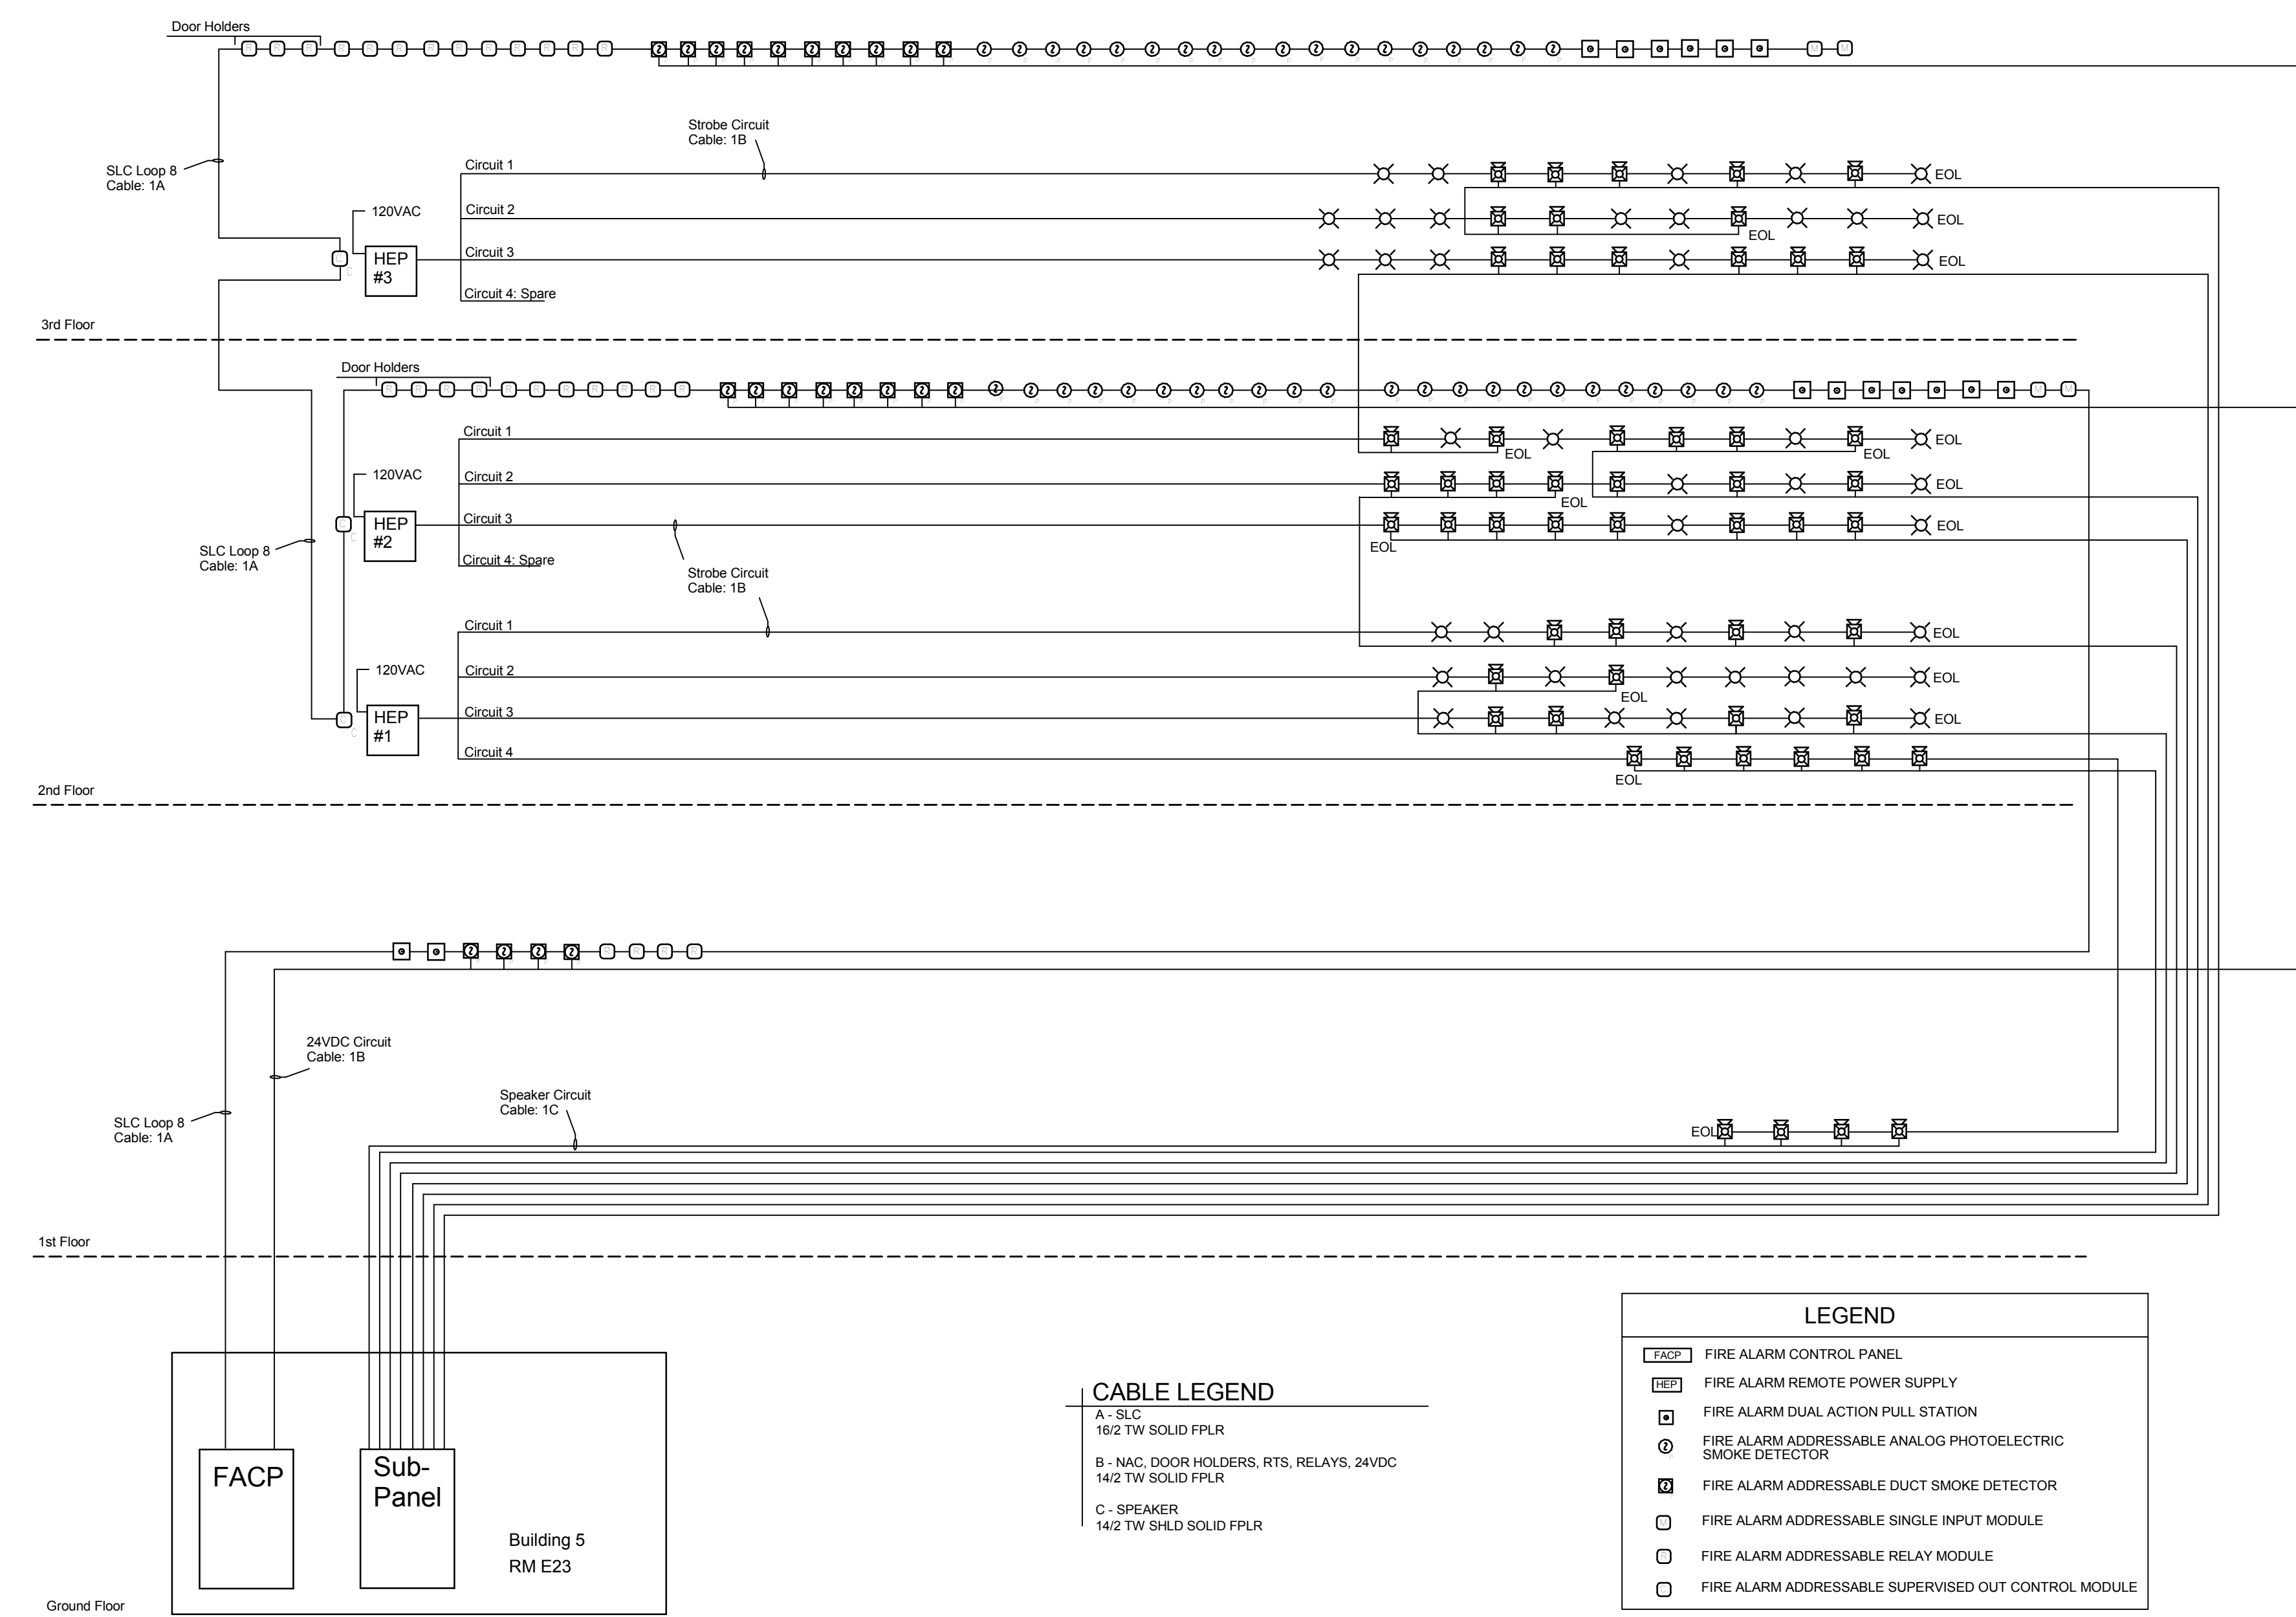 Door Holders
Strobe Circuit
Cable: 1B
SLC Loop 8
Cable: 1A
Circuit 1
EOL
120VAC
Circuit 2
EOL
EOL
HEP
#3
Circuit 3
EOL
Circuit 4: Spare
3rd Floor
Door Holders
Circuit 1
EOL
EOL
EOL
120VAC
Circuit 2
EOL
EOL
HEP
#2
Circuit 3
EOL
EOL
SLC Loop 8
Cable: 1A
Circuit 4: Spare
Strobe Circuit
Cable: 1B
Circuit 1
EOL
120VAC
Circuit 2
EOL
EOL
HEP
#1
Circuit 3
EOL
Circuit 4
EOL
2nd Floor
24VDC Circuit
Cable: 1B
Speaker Circuit
Cable: 1C
SLC Loop 8
Cable: 1A
EOL
1st Floor
FACP
Sub-
Panel
Building 5
RM E23
Ground Floor
CABLE LEGEND
A - SLC
16/2 TW SOLID FPLR
B - NAC, DOOR HOLDERS, RTS, RELAYS, 24VDC
14/2 TW SOLID FPLR
C - SPEAKER
14/2 TW SHLD SOLID FPLR
LEGEND
FACP FIRE ALARM CONTROL PANEL
HEP FIRE ALARM REMOTE POWER SUPPLY
FIRE ALARM DUAL ACTION PULL STATION
FIRE ALARM ADDRESSABLE ANALOG PHOTOELECTRIC
SMOKE DETECTOR
FIRE ALARM ADDRESSABLE DUCT SMOKE DETECTOR
M FIRE ALARM ADDRESSABLE SINGLE INPUT MODULE
R FIRE ALARM ADDRESSABLE RELAY MODULE
FIRE ALARM ADDRESSABLE SUPERVISED OUT CONTROL MODULE